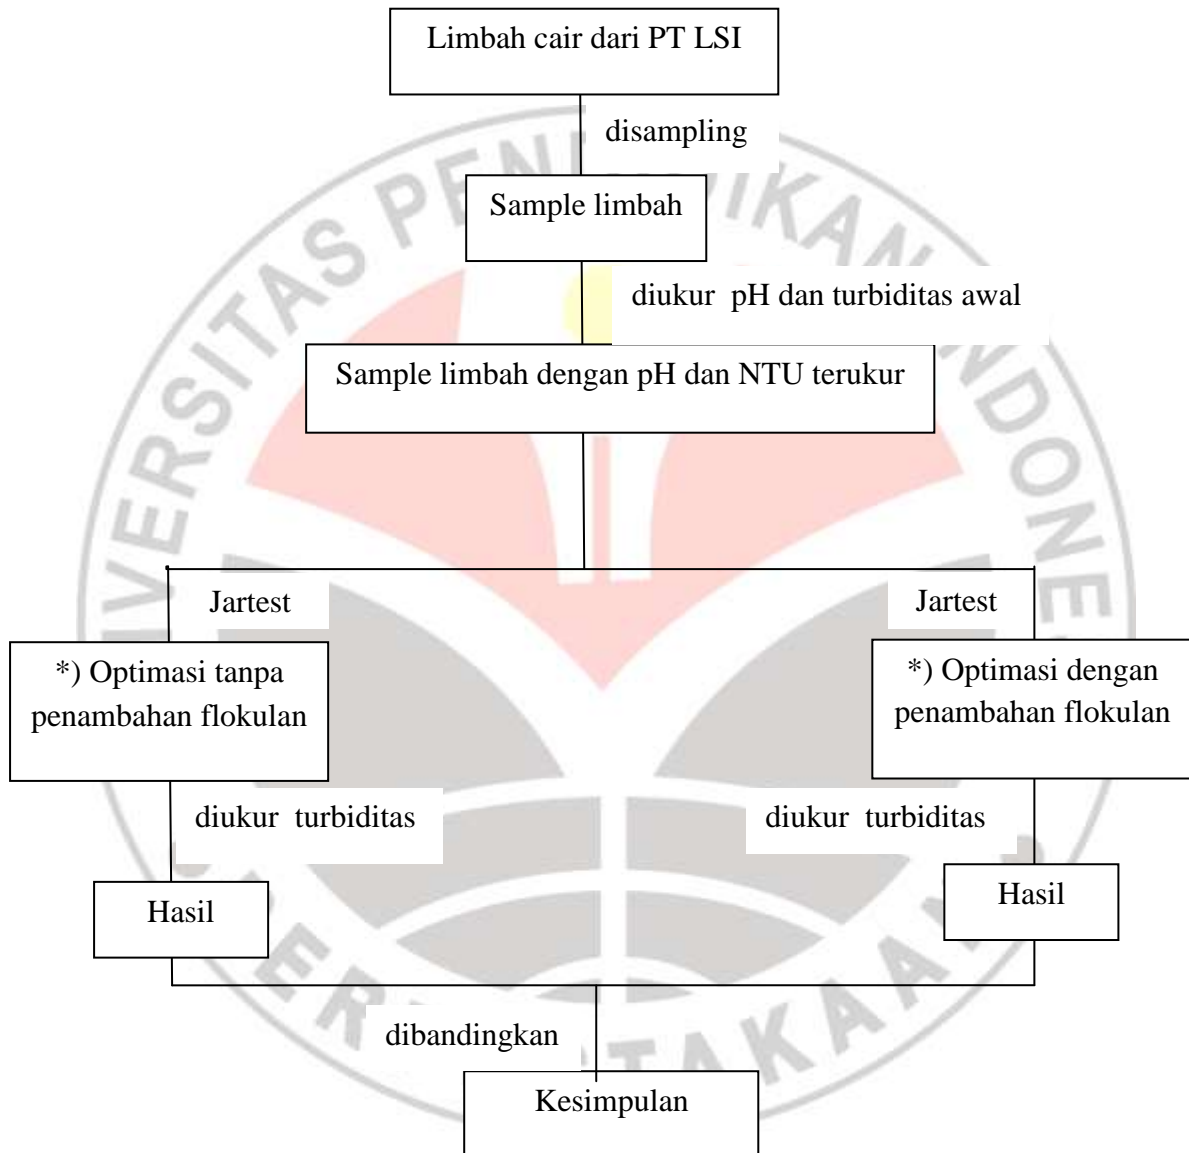 Limbah cair dari PT LSI
disampling
Sample limbah
diukur pH dan turbiditas awal
Sample limbah dengan pH dan NTU terukur
Jartest
Jartest
*) Optimasi tanpa
penambahan flokulan
*) Optimasi dengan
penambahan flokulan
diukur turbiditas
diukur turbiditas
Hasil
Hasil
dibandingkan
Kesimpulan